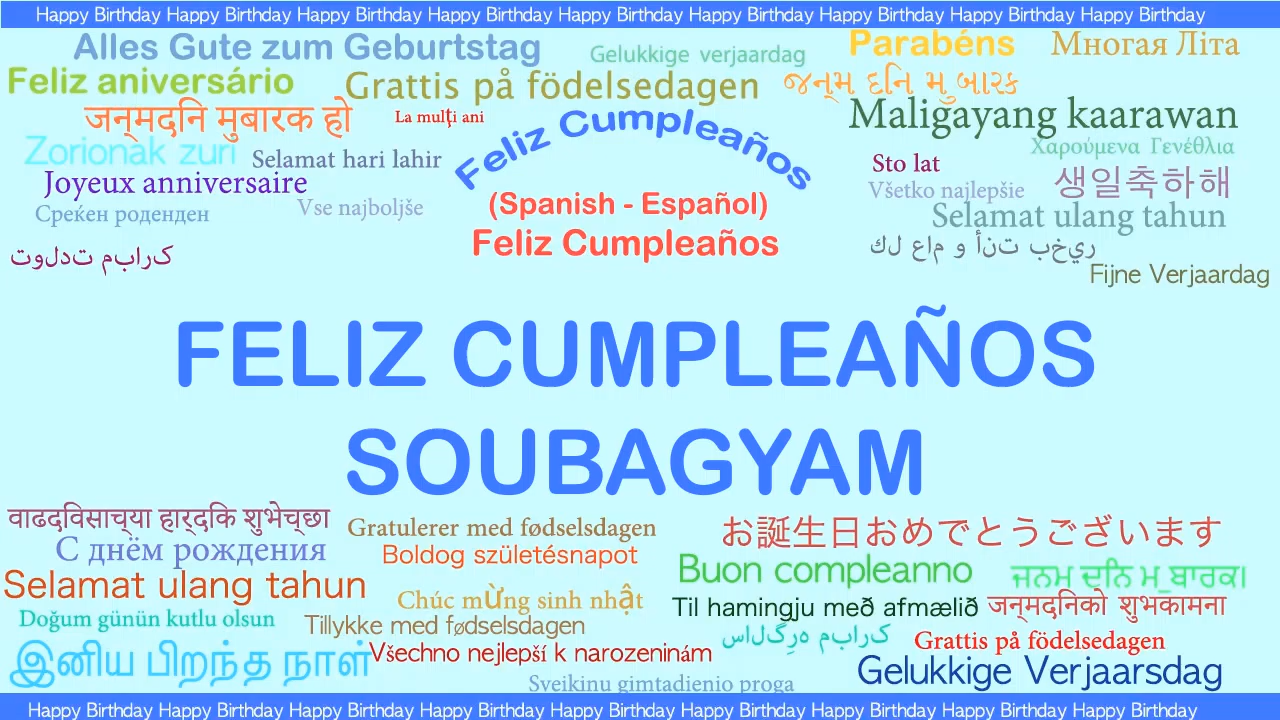 Happy Birthday Happy Birthday Happy Birthday Happy Birthday Happy Birthday Happy Birthday Happy Birthday Happy Birthday Happy Birthday
Alles Gute zum Geburtstag
Gelukkige verjaardag
Parabéns
Многая Літа
Feliz aniversário
Grattis på födelsedagen
જન્મ દિન મુબારક
जन्मदिन मुबारक हो
La mulţi ani
Feliz Cumpleaños
Maligayang kaarawan
Zorionak zuri
Selamat hari lahir
Χαρούμενα Γενέθλια
Sto lat
Joyeux anniversaire
(Spanish - Español)
Všetko najlepšie
생일축하해
Среќен роденден
Vse najboljše
Selamat ulang tahun
Feliz Cumpleaños
تولدت مبارک
كل عام و أنت بخير
Fijne Verjaardag
FELIZ CUMPLEAÑOS
SOUBAGYAM
वाढदिवसाच्या हार्दिक शुभेच्छा
Gratulerer med fødselsdagen
お誕生日おめでとうございます
С днём рождения
Boldog születésnapot
Buon compleanno
ਜਨਮ ਦਿਨ ਮੁਬਾਰਕ।
Selamat ulang tahun
Chúc mừng sinh nhật
Til hamingju með afmælið
जन्मदिनको शुभकामना
Doğum günün kutlu olsun
Tillykke med fødselsdagen
سالگرہ مبارک
Grattis på födelsedagen
இனிய பிறந்த நாள்
Všechno nejlepší k narozeninám
Gelukkige Verjaarsdag
Sveikinu gimtadienio proga
Happy Birthday Happy Birthday Happy Birthday Happy Birthday Happy Birthday Happy Birthday Happy Birthday Happy Birthday Happy Birthday